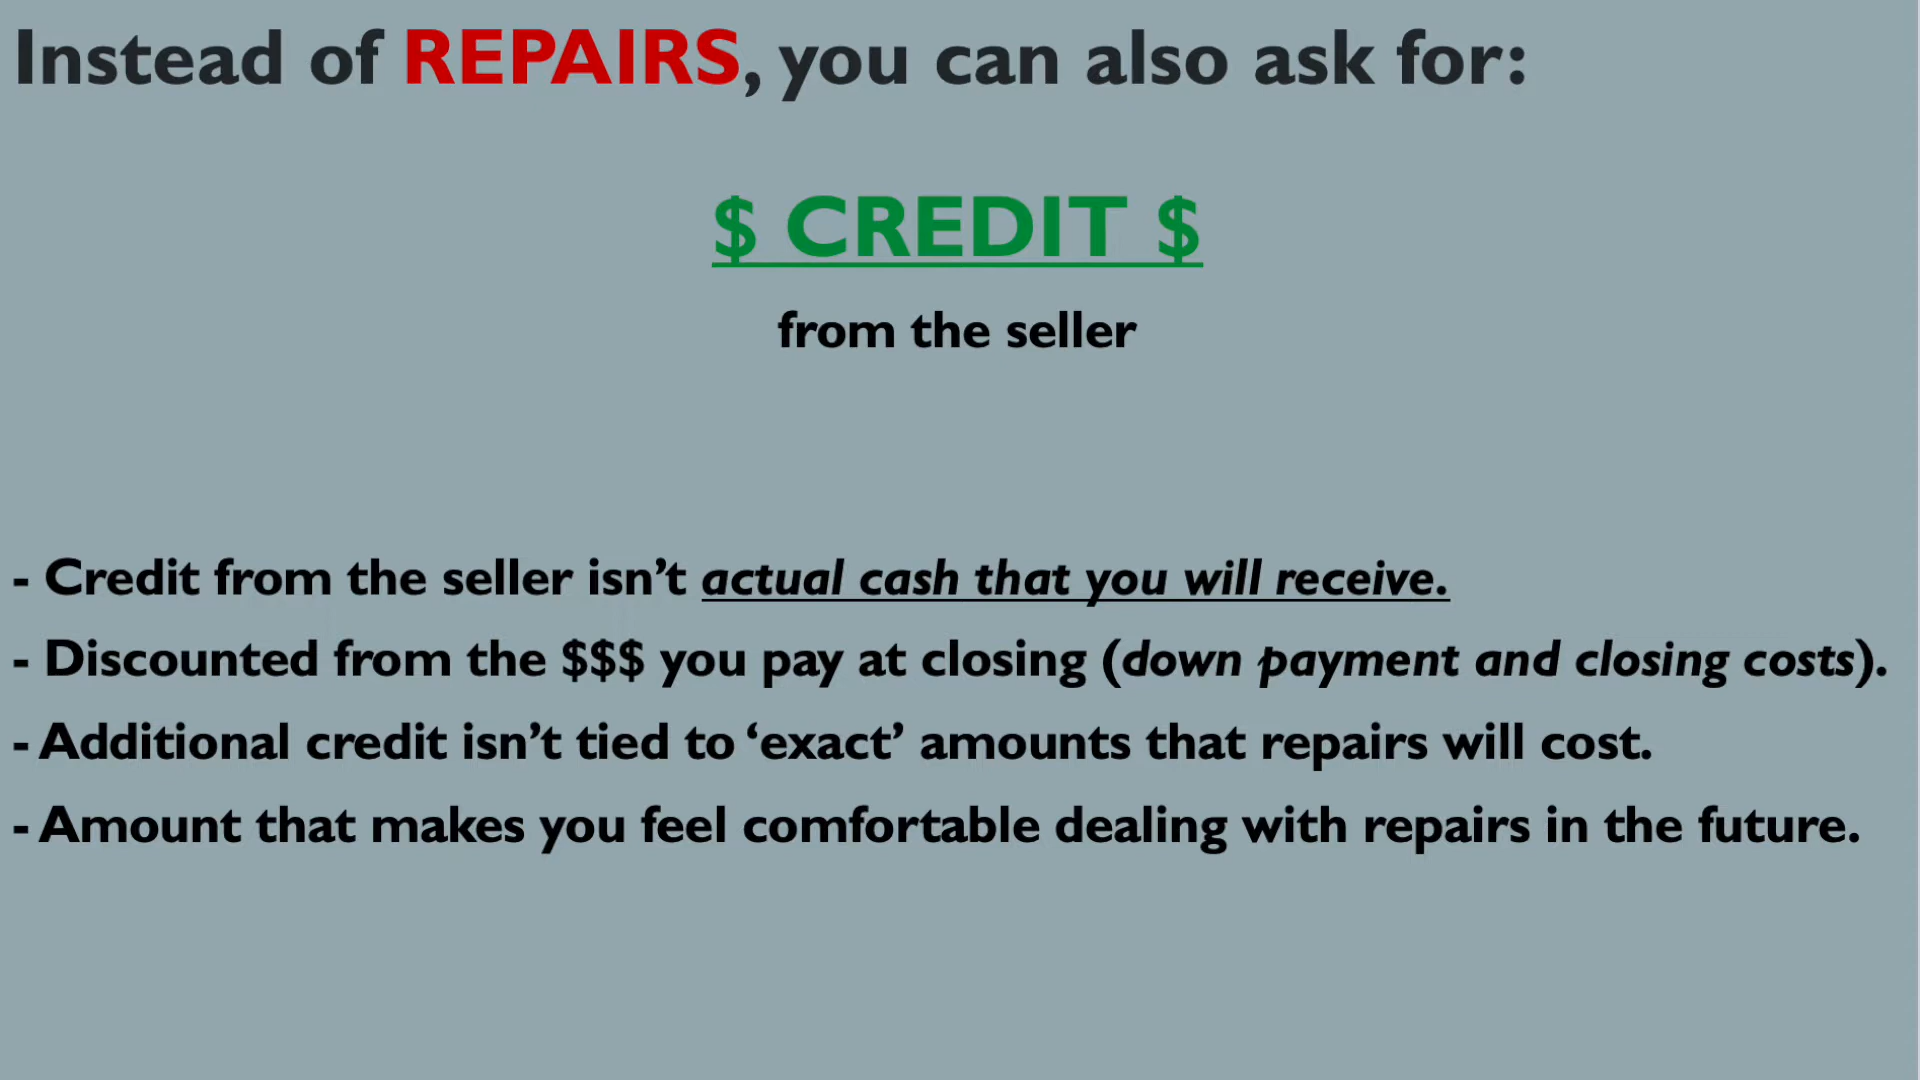 Instead of REPAIRS, you can also ask for:
$ CREDIT $
from the seller
- Credit from the seller isn’t actual cash that you will receive.
- Discounted from the $$$ you pay at closing (down payment and closing costs).
- Additional credit isn’t tied to ‘exact’ amounts that repairs will cost.
- Amount that makes you feel comfortable dealing with repairs in the future.